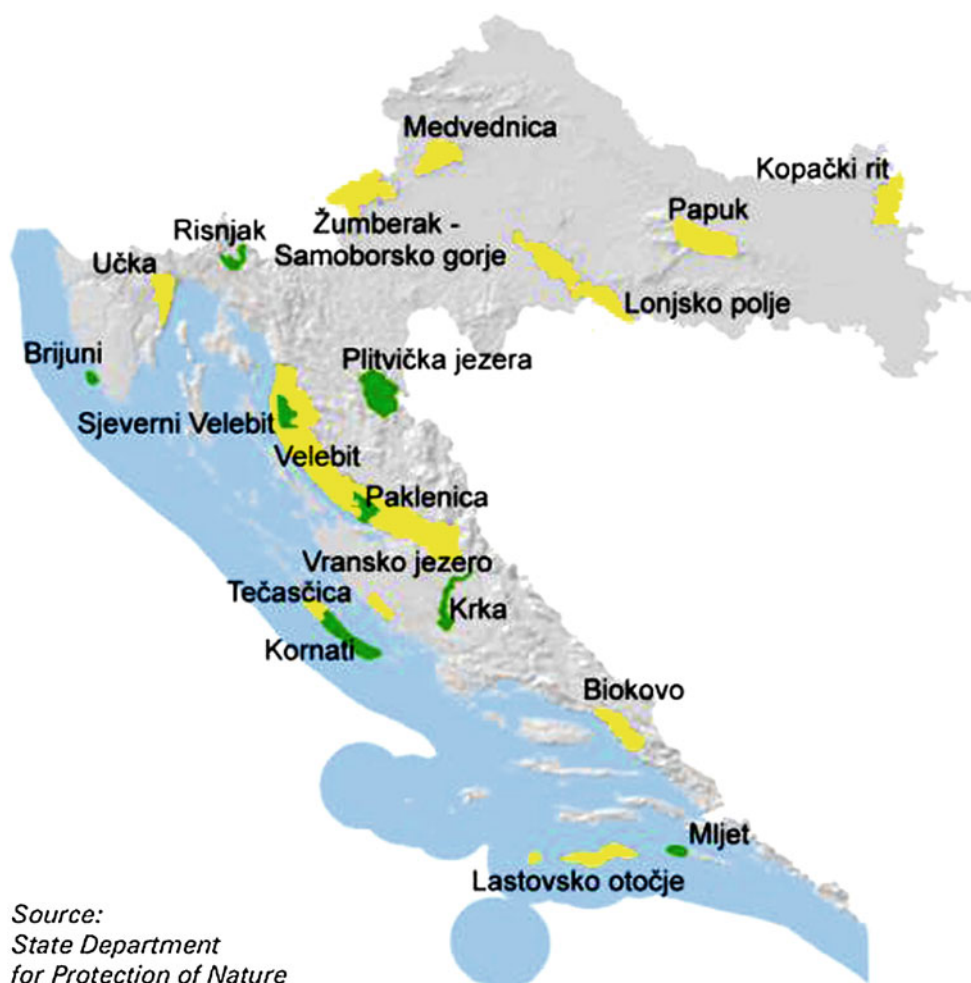 Medvednica
Kopački rit
Žumberak -
Samoborsko gorje
Papuk
Risnjak
Učka
Lonjsko polje
Brijuni
Plitvička jezera
Sjeverni Velebit
Velebit
Paklenica
Vransko jezero
Tečasčica
Krka
Kornati
Biokovo
Mljet
Lastovsko otočje
Source:
State Department
for Protection of Nature